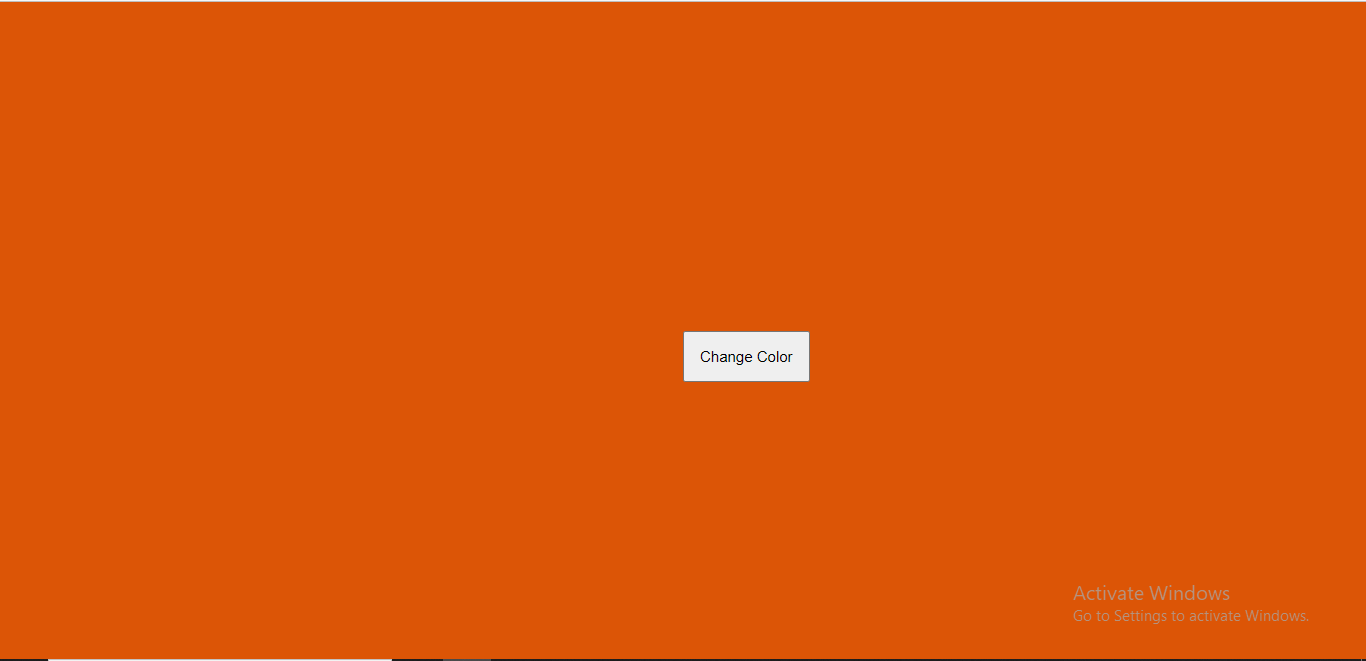 Change Color
Activate Windows
Go to Settings to activate Windows.